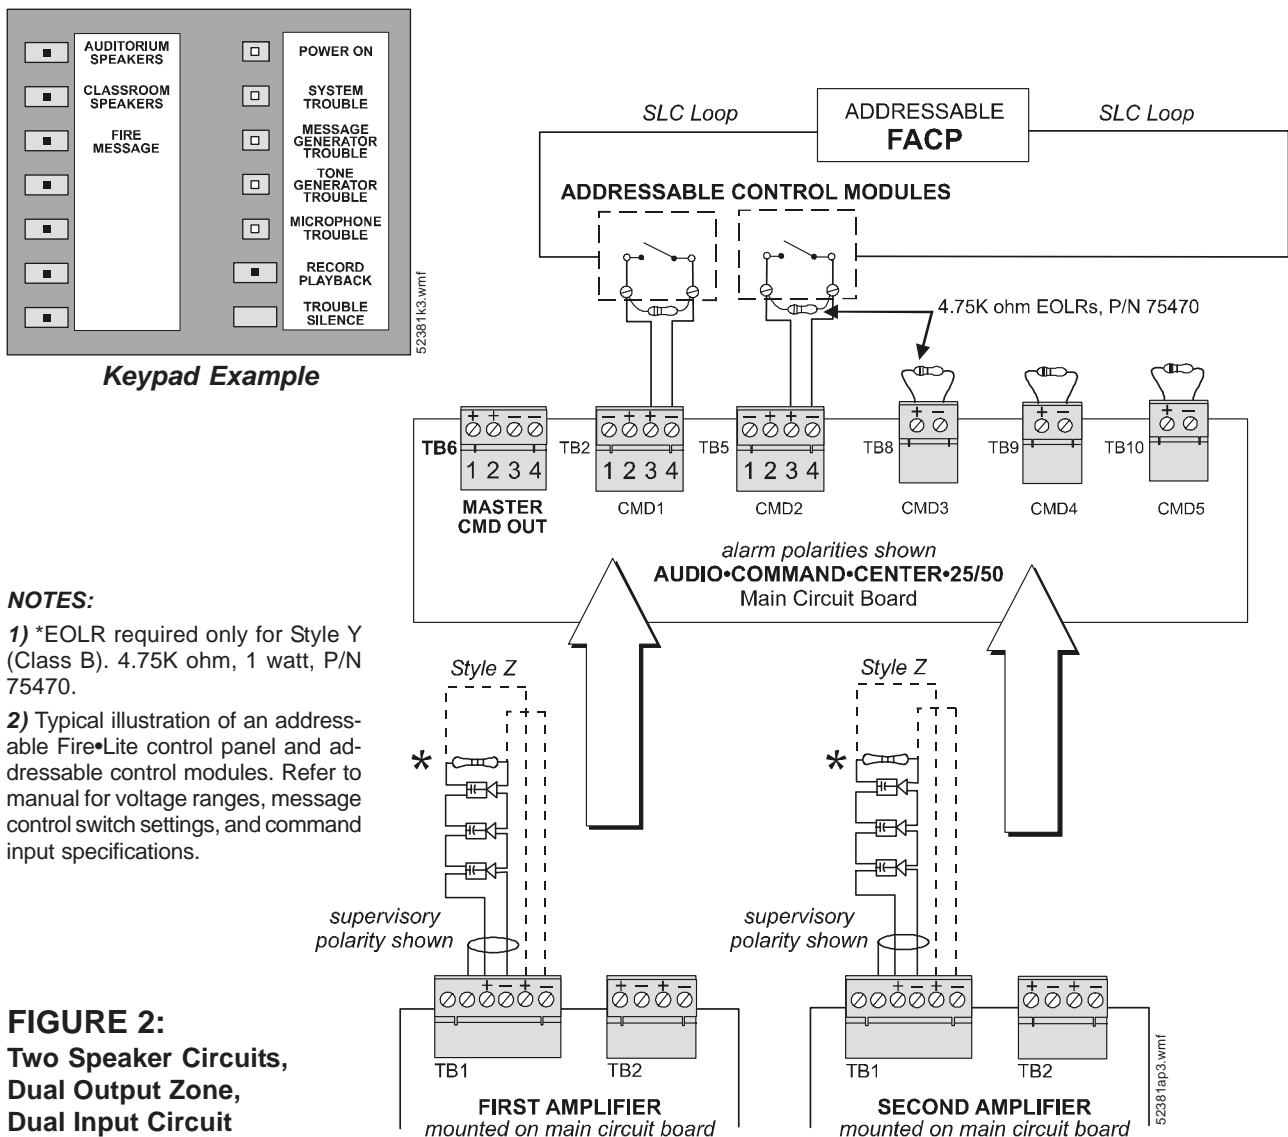 AUDITORIUM
SPEAKERS
CLASSROOM
SPEAKERS
FIRE
MESSAGE
POWER ON
SYSTEM
TROUBLE
MESSAGE
GENERATOR
TROUBLE
TONE
GENERATOR
TROUBLE
MICROPHONE
TROUBLE
RECORD
PLAYBACK
TROUBLE
SILENCE
52381k3.wmf
Keypad Example
SLC Loop
ADDRESSABLE
FACP
SLC Loop
ADDRESSABLE CONTROL MODULES
4.75K ohm EOLRs, P/N 75470
+ + − −
TB6
1 2 3 4
MASTER
CMD OUT
− + + −
TB2
1 2 3 4
CMD1
− + + −
TB5
1 2 3 4
CMD2
+ −
TB8
CMD3
+ −
TB9
CMD4
+ −
TB10
CMD5
alarm polarities shown
AUDIO•COMMAND•CENTER•25/50
Main Circuit Board
NOTES:
1) *EOLR required only for Style Y
(Class B). 4.75K ohm, 1 watt, P/N
75470.
2) Typical illustration of an address-
able Fire•Lite control panel and ad-
dressable control modules. Refer to
manual for voltage ranges, message
control switch settings, and command
input specifications.
Style Z
*
supervisory
polarity shown
+ − + −
TB1
+ − + −
TB2
FIRST AMPLIFIER
mounted on main circuit board
Style Z
*
supervisory
polarity shown
+ − + −
TB1
+ − + −
TB2
SECOND AMPLIFIER
mounted on main circuit board
52381ap3.wmf
FIGURE 2:
Two Speaker Circuits,
Dual Output Zone,
Dual Input Circuit